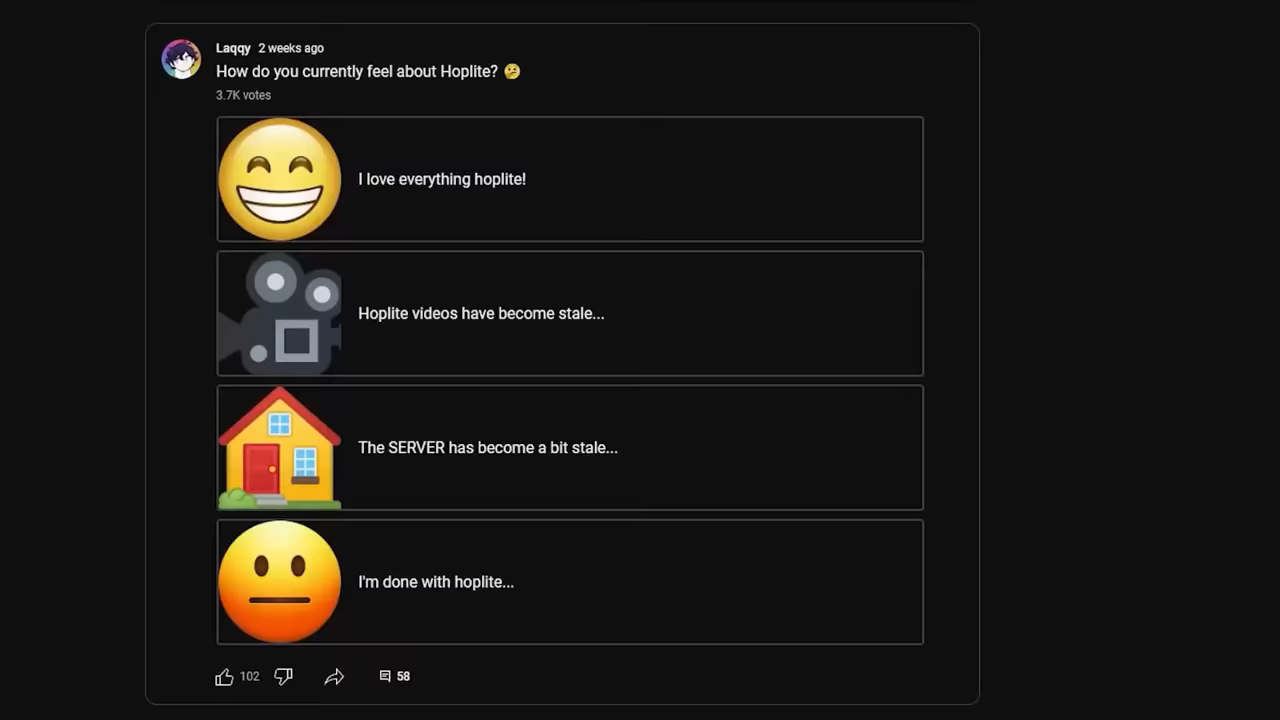 Laqqy 2 weeks ago
How do you currently feel about Hoplite? 🤔
3.7K votes
I love everything hoplite!
Hoplite videos have become stale...
The SERVER has become a bit stale...
I'm done with hoplite...
102 58